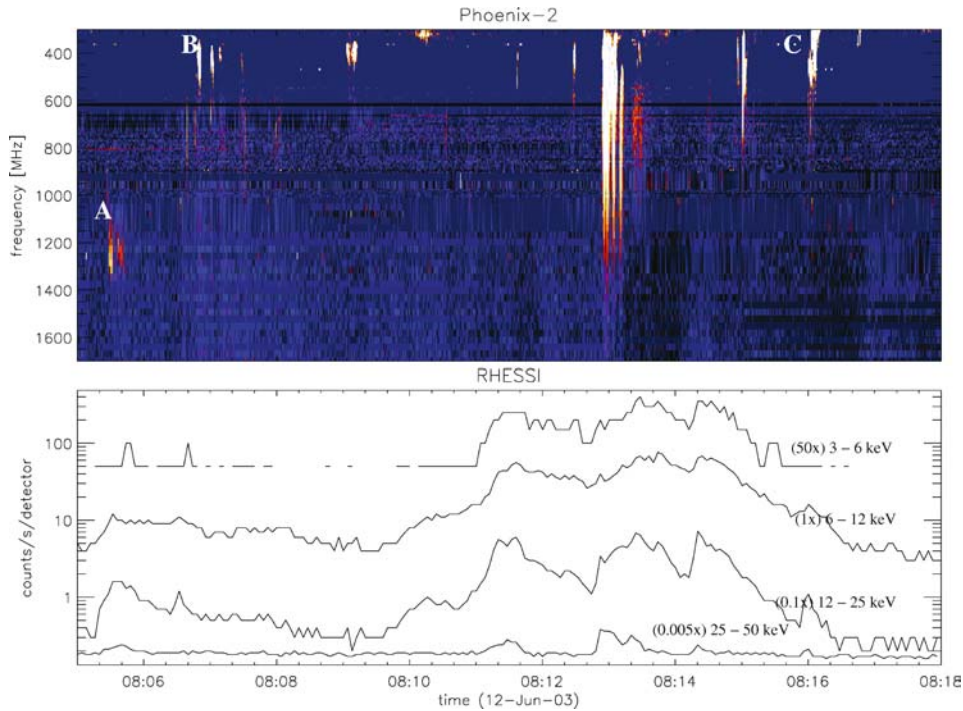 Phoenix-2
B
C
A
400
600
800
1000
1200
1400
1600
frequency [MHz]
RHESSI
100
10
1
counts/s/detector
(50x) 3 – 6 keV
(1x) 6 – 12 keV
(0.1x) 12 – 25 keV
(0.005x) 25 – 50 keV
08:06 08:08 08:10 08:12 08:14 08:16 08:18
time (12-Jun-03)